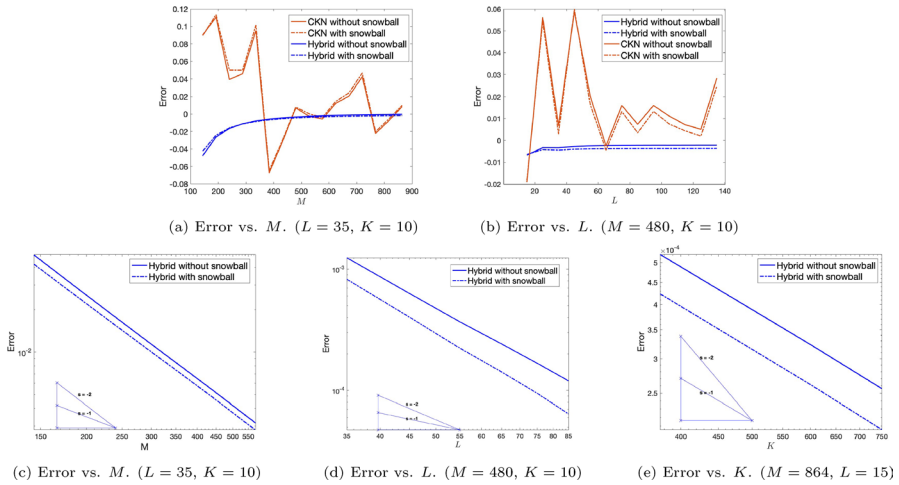 0.12
0.1
0.08
0.06
0.04
0.02
0
-0.02
-0.04
-0.06
-0.08
Error
100 200 300 400 500 600 700 800 900
M
CKN without snowball
CKN with snowball
Hybrid without snowball
Hybrid with snowball
(a) Error vs. M. (L = 35, K = 10)
0.06
0.05
0.04
0.03
0.02
0.01
0
0.01
0.02
Error
0 20 40 60 80 100 120 140
L
Hybrid without snowball
Hybrid with snowball
CKN without snowball
CKN with snowball
(b) Error vs. L. (M = 480, K = 10)
10-2
Error
150 200 250 300 350 400 450 500 550
M
Hybrid without snowball
Hybrid with snowball
s = -2
s = -1
(c) Error vs. M. (L = 35, K = 10)
10-3
10-4
Error
35 40 45 50 55 60 65 70 75 80 85
L
Hybrid without snowball
Hybrid with snowball
s = -2
s = -1
(d) Error vs. L. (M = 480, K = 10)
×10-4
5
4.5
4
3.5
3
2.5
Error
400 450 500 550 600 650 700 750
K
Hybrid without snowball
Hybrid with snowball
s = -2
s = -1
(e) Error vs. K. (M = 864, L = 15)